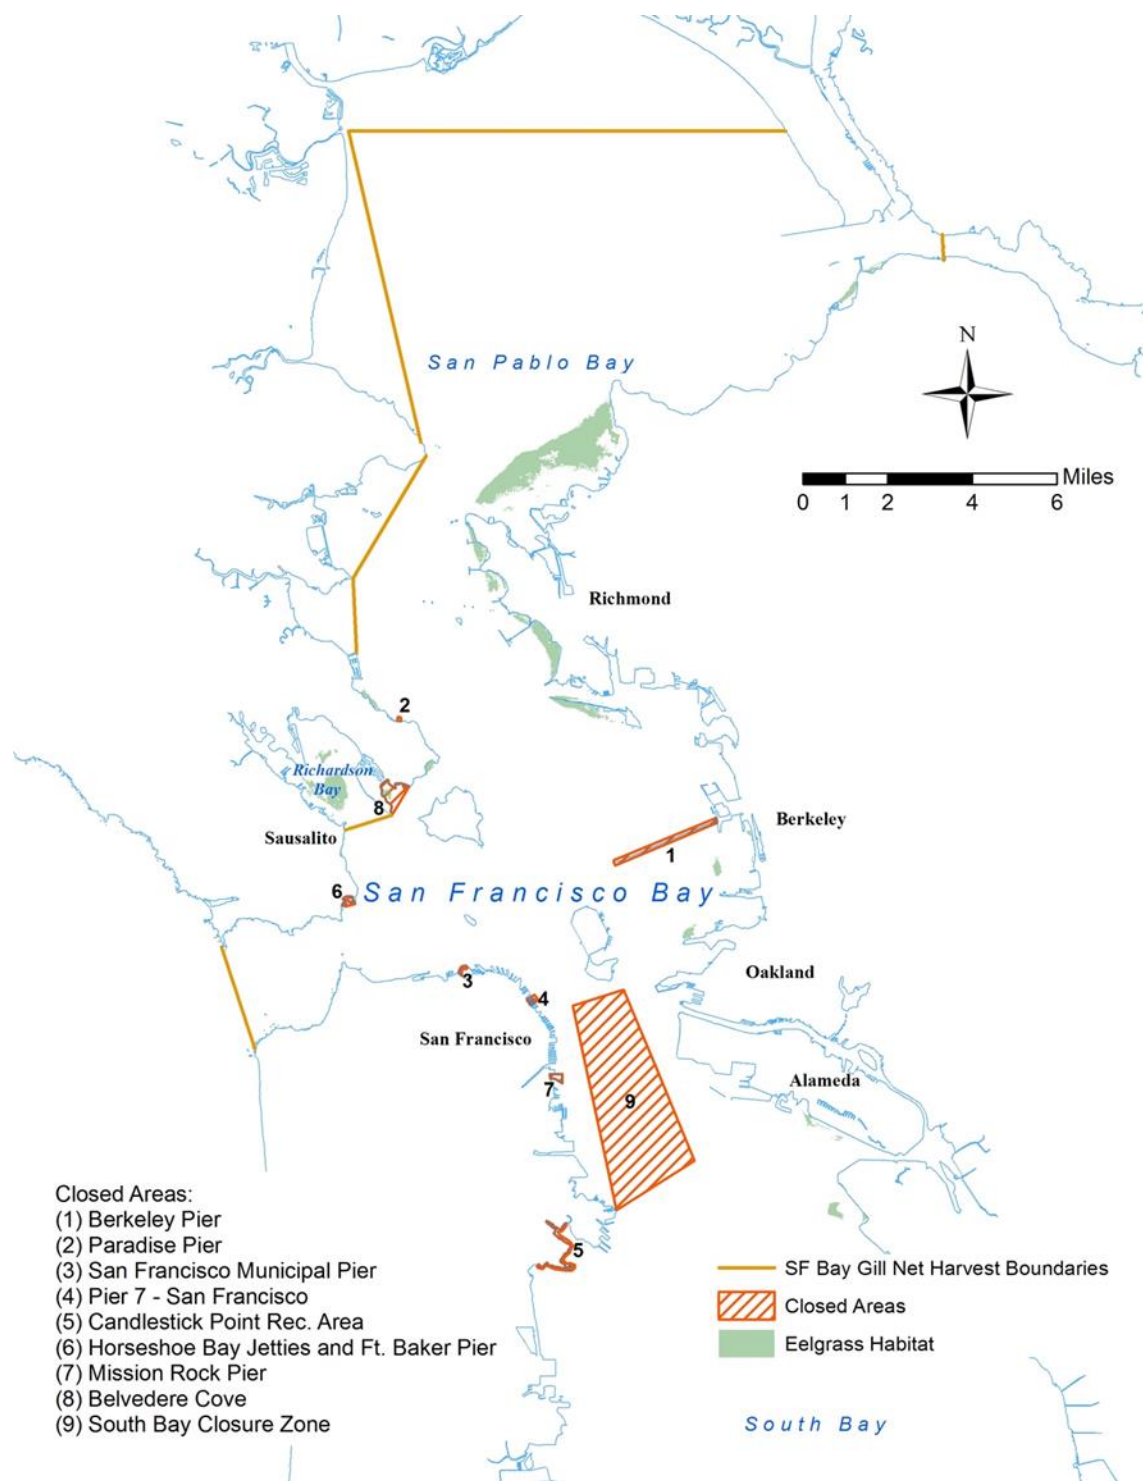 San Pablo Bay
N
Miles
0 1 2 4 6
Richmond
2
Richardson
Bay
8
Sausalito
Berkeley
1
6
San Francisco Bay
3
4
Oakland
San Francisco
7
Alameda
9
5
Closed Areas:
(1) Berkeley Pier
(2) Paradise Pier
(3) San Francisco Municipal Pier
(4) Pier 7 - San Francisco
(5) Candlestick Point Rec. Area
(6) Horseshoe Bay Jetties and Ft. Baker Pier
(7) Mission Rock Pier
(8) Belvedere Cove
(9) South Bay Closure Zone
SF Bay Gill Net Harvest Boundaries
Closed Areas
Eelgrass Habitat
South Bay